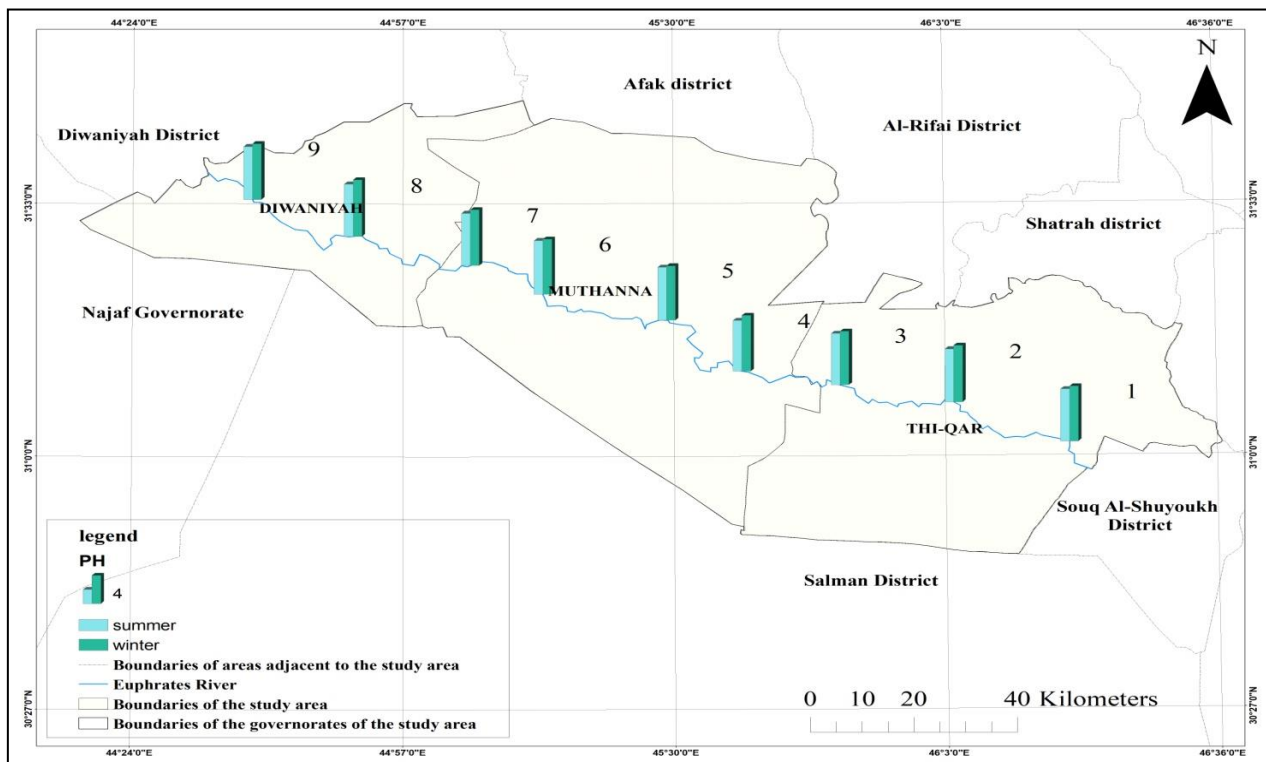 44°24'0"E 44°57'0"E 45°30'0"E 46°3'0"E 46°36'0"E
N
Afak district
Diwaniyah District
Al-Rifai District
9
8
31°33'0"N 31°33'0"N
DIWANIYAH
7
Shatrah district
6
5
MUTHANNA
Najaf Governorate
4
3
2
1
THI-QAR
31°0'0"N 31°0'0"N
Souq Al-Shuyoukh
District
legend
PH
4
Salman District
summer
winter
Boundaries of areas adjacent to the study area
Euphrates River
Boundaries of the study area
Boundaries of the governorates of the study area
0 10 20 40 Kilometers
30°27'0"N 30°27'0"N
44°24'0"E 44°57'0"E 45°30'0"E 46°3'0"E 46°36'0"E